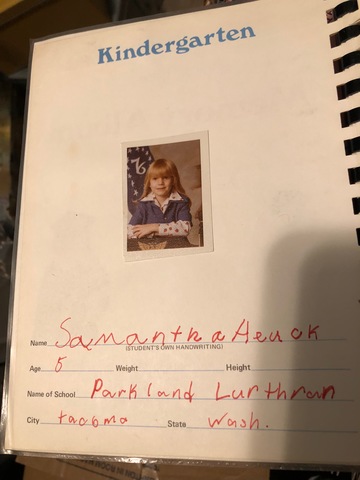 Kindergarten
76
Name Samantha Heuck
(STUDENT'S OWN HANDWRITING)
Age 5 Weight Height
Name of School Parkland Lurthran
City tacoma State Wash.